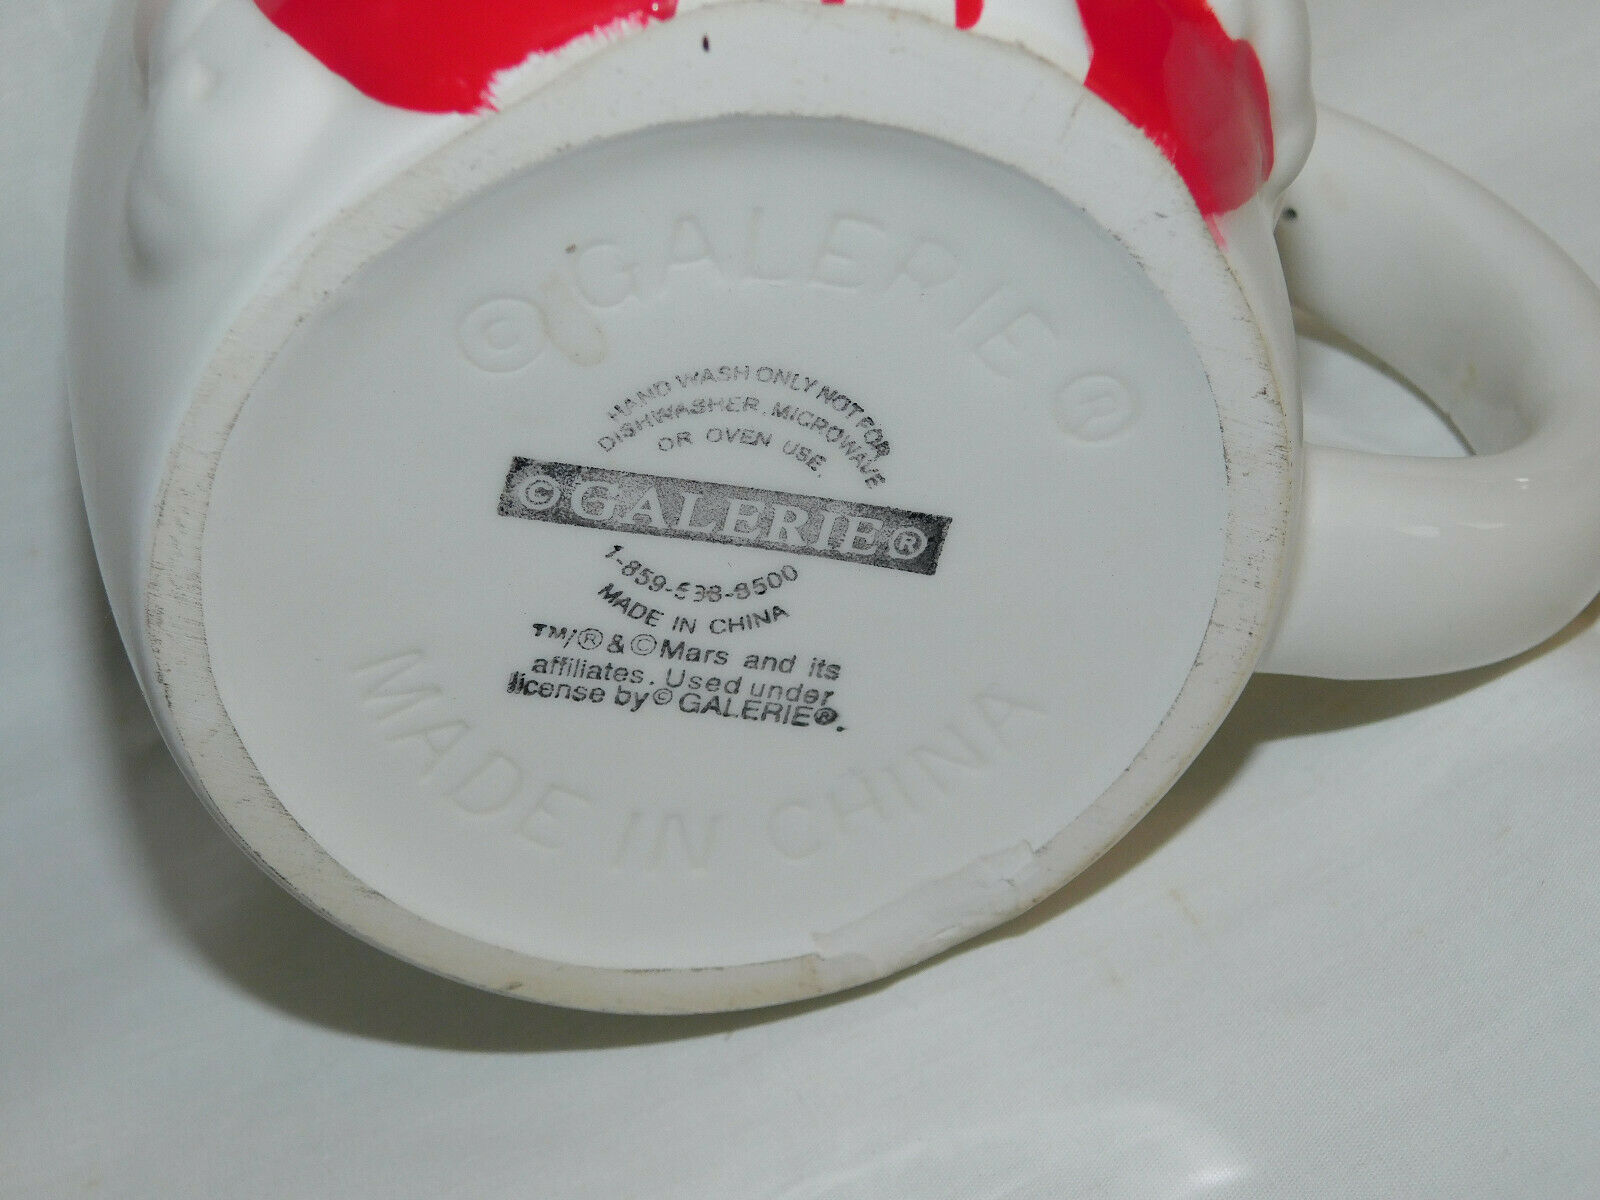 © GALERIE ®
HAND WASH ONLY NOT FOR
DISHWASHER. MICROWAVE
OR OVEN USE.
©GALERIE®
1-859-538-8500
MADE IN CHINA
TM/® & © Mars and its
affiliates. Used under
license by © GALERIE®.
MADE IN CHINA